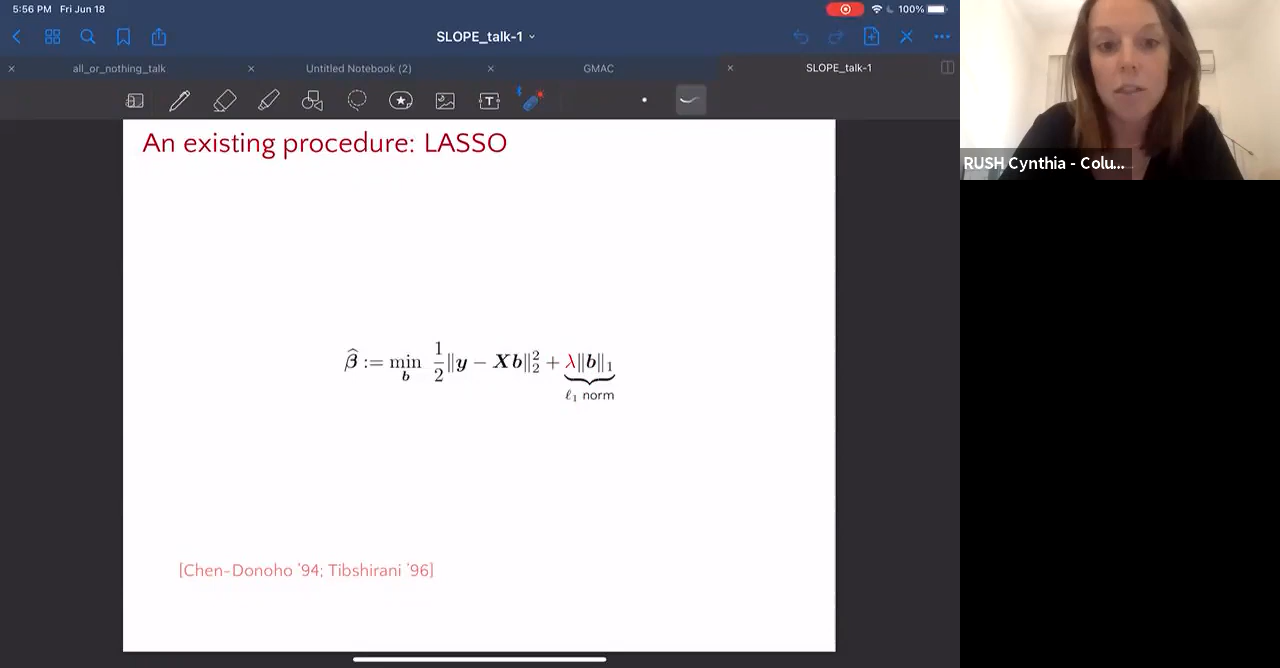 5:56 PM Fri Jun 18
100%
SLOPE_talk-1
all_or_nothing_talk
Untitled Notebook (2)
GMAC
SLOPE_talk-1
T
An existing procedure: LASSO
RUSH Cynthia - Colu...
β̂ := min_b 1/2 ‖y − Xb‖₂² + λ‖b‖₁
ℓ₁ norm
[Chen-Donoho '94; Tibshirani '96]